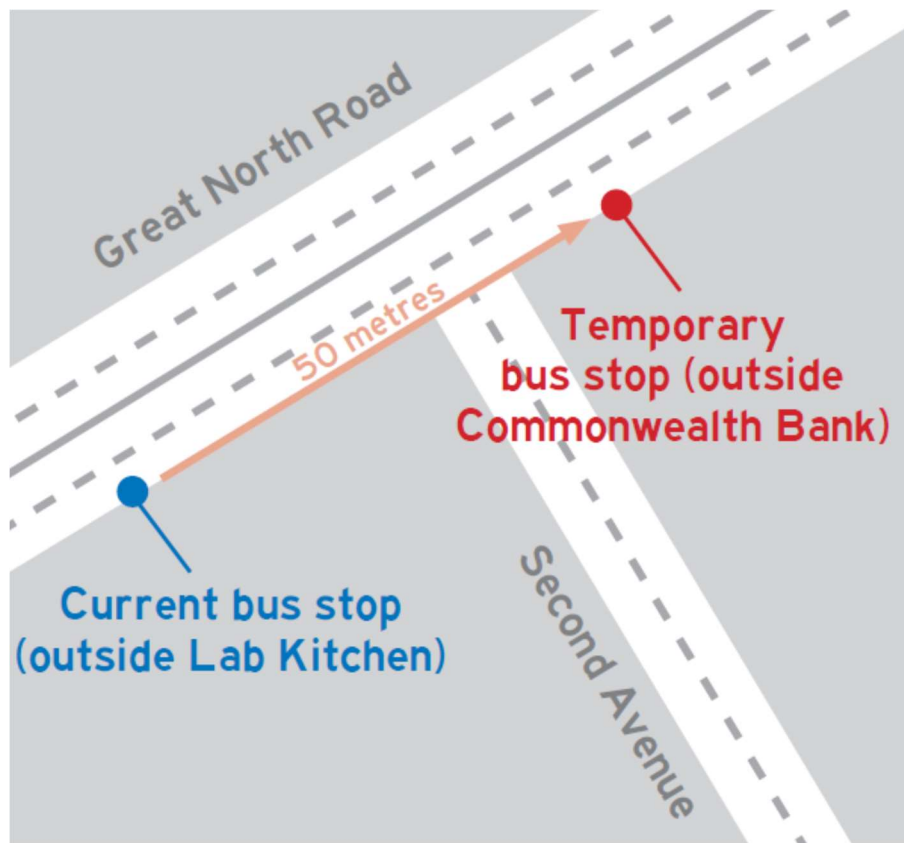 Great North Road
50 metres
Temporary
bus stop (outside
Commonwealth Bank)
Current bus stop
(outside Lab Kitchen)
Second Avenue